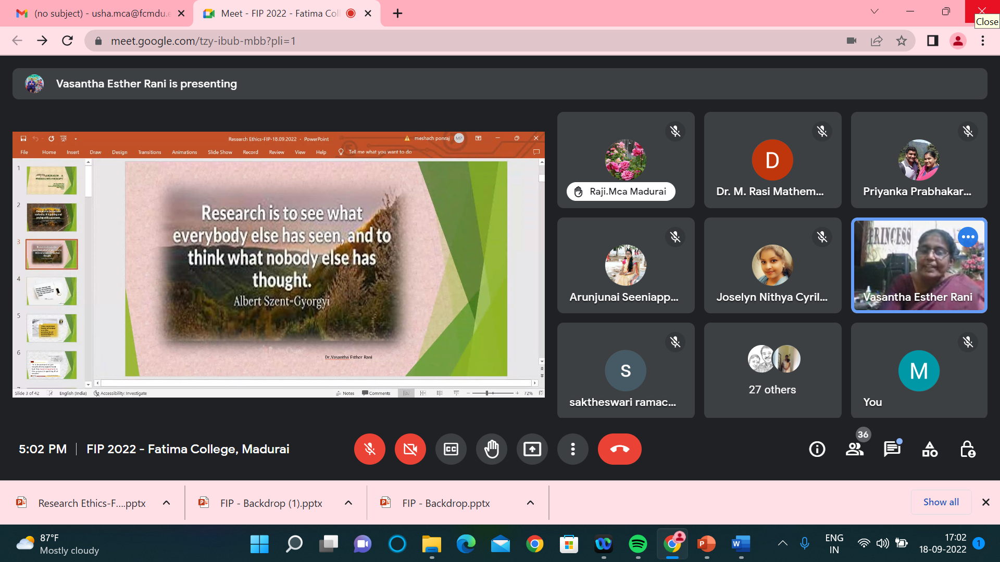 (no subject) - usha.mca@fcmdu.e
Meet - FIP 2022 - Fatima Coll
Close
meet.google.com/tzy-ibub-mbb?pli=1
Vasantha Esther Rani is presenting
Research Ethics-FIP-18.09.2022 - PowerPoint
meshach ponraj
MP
File Home Insert Draw Design Transitions Animations Slide Show Record Review View Help Tell me what you want to do
1
2
3
4
5
6
Research is to see what
everybody else has seen, and to
think what nobody else has
thought.
Albert Szent-Gyorgyi
Dr.Vasantha Esther Rani
Slide 3 of 42 English (India) Accessibility: Investigate Notes Comments 72%
Raji.Mca Madurai
D
Dr. M. Rasi Mathem...
Priyanka Prabhakar...
Arunjunai Seeniapp...
Joselyn Nithya Cyril...
PRINCESS
Vasantha Esther Rani
S
saktheswari ramac...
27 others
M
You
5:02 PM FIP 2022 - Fatima College, Madurai
CC
36
Research Ethics-F....pptx
FIP - Backdrop (1).pptx
FIP - Backdrop.pptx
Show all
87°F
Mostly cloudy
ENG
IN
17:02
18-09-2022
1